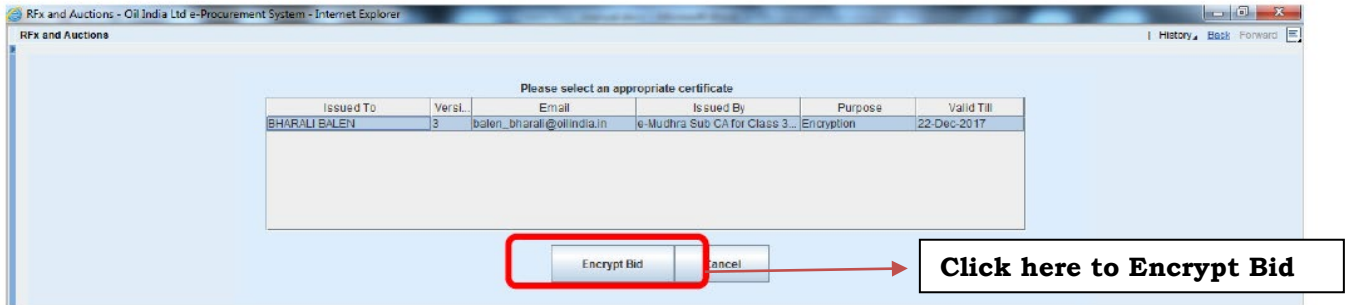 RFx and Auctions - Oil India Ltd e-Procurement System - Internet Explorer
RFx and Auctions
History Back Forward
Please select an appropriate certificate
Issued To Versi... Email Issued By Purpose Valid Till
BHARALI BALEN 3 balen_bharali@oilindia.in e-Mudhra Sub CA for Class 3... Encryption 22-Dec-2017
Encrypt Bid Cancel
Click here to Encrypt Bid